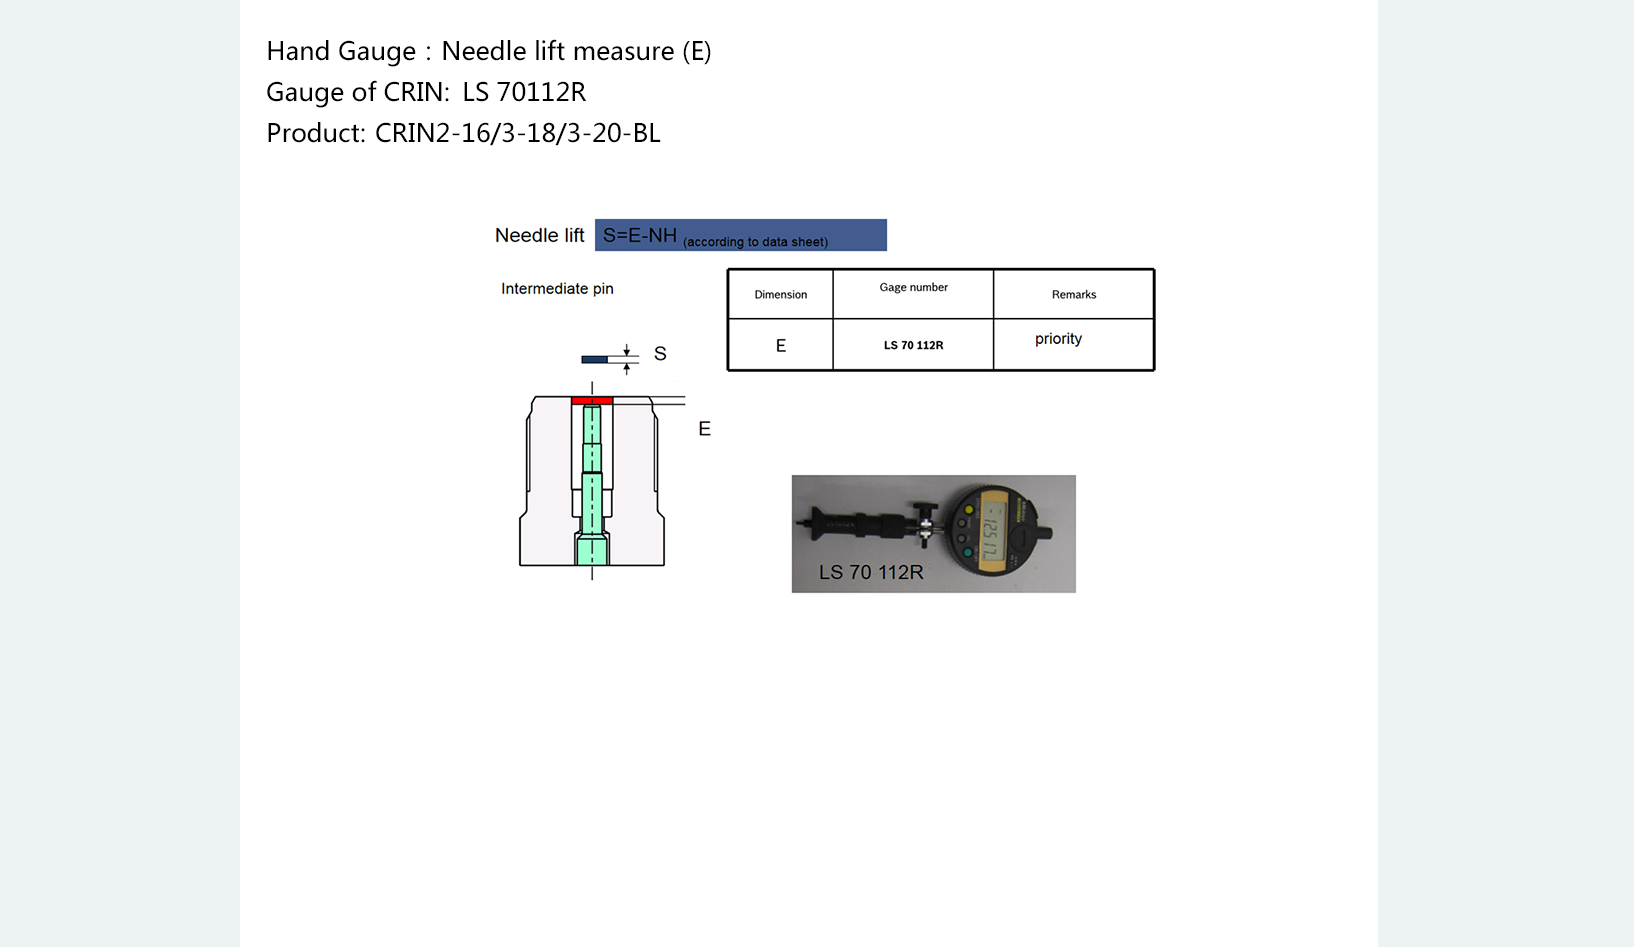 Hand Gauge : Needle lift measure (E)
Gauge of CRIN: LS 70112R
Product: CRIN2-16/3-18/3-20-BL
Needle lift S=E-NH (according to data sheet)
Intermediate pin
Dimension Gage number Remarks
E LS 70 112R priority
S
E
LS 70 112R